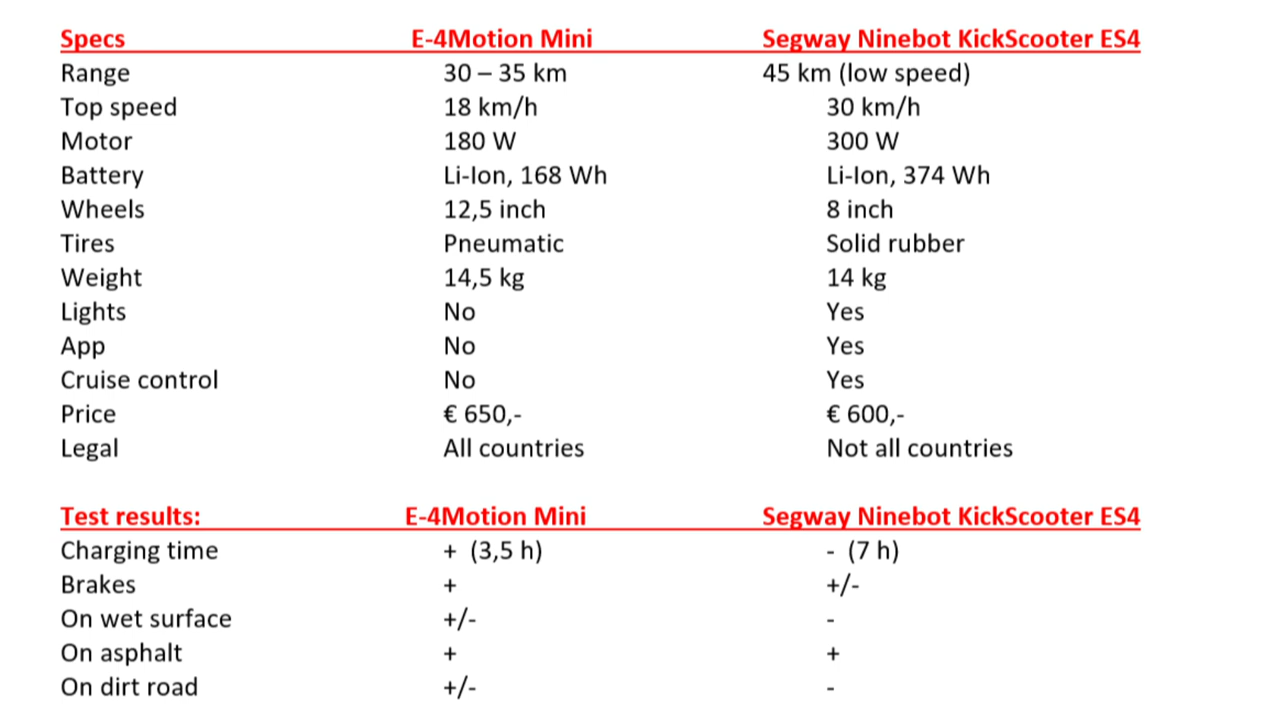 Specs E-4Motion Mini Segway Ninebot KickScooter ES4
Range 30 – 35 km 45 km (low speed)
Top speed 18 km/h 30 km/h
Motor 180 W 300 W
Battery Li-Ion, 168 Wh Li-Ion, 374 Wh
Wheels 12,5 inch 8 inch
Tires Pneumatic Solid rubber
Weight 14,5 kg 14 kg
Lights No Yes
App No Yes
Cruise control No Yes
Price € 650,- € 600,-
Legal All countries Not all countries
Test results: E-4Motion Mini Segway Ninebot KickScooter ES4
Charging time + (3,5 h) - (7 h)
Brakes + +/-
On wet surface +/- -
On asphalt + +
On dirt road +/- -